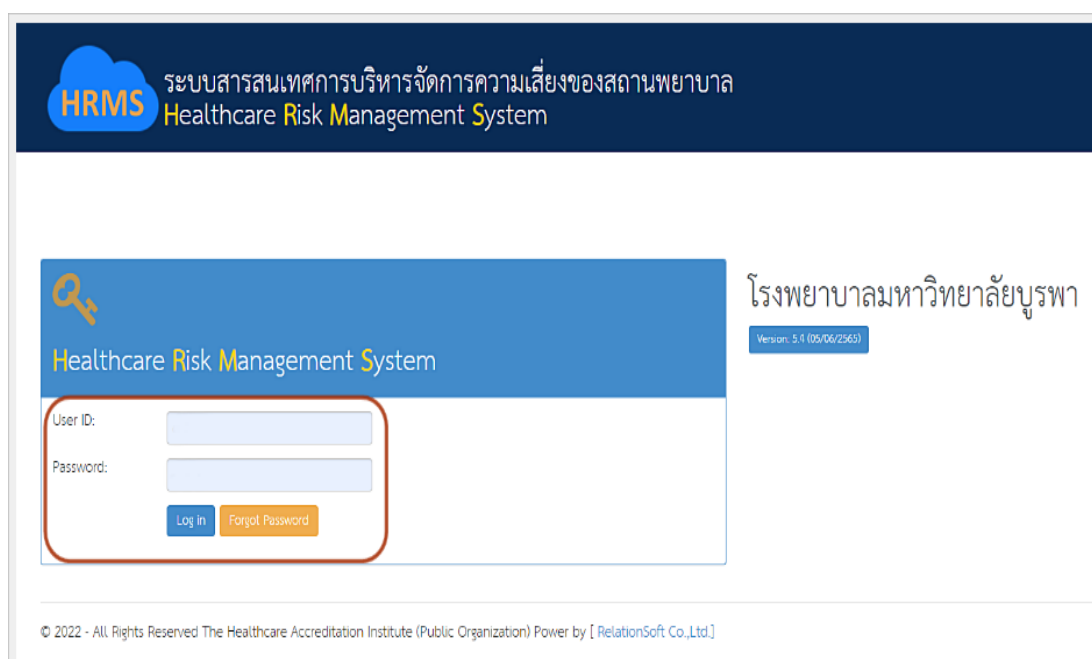 HRMS
ระบบสารสนเทศการบริหารจัดการความเสี่ยงของสถานพยาบาล
Healthcare Risk Management System
Healthcare Risk Management System
โรงพยาบาลมหาวิทยาลัยบูรพา
Version: 5.4 (05/06/2565)
User ID:
Password:
Log in
Forgot Password
© 2022 - All Rights Reserved The Healthcare Accreditation Institute (Public Organization) Power by [ RelationSoft Co.,Ltd.]